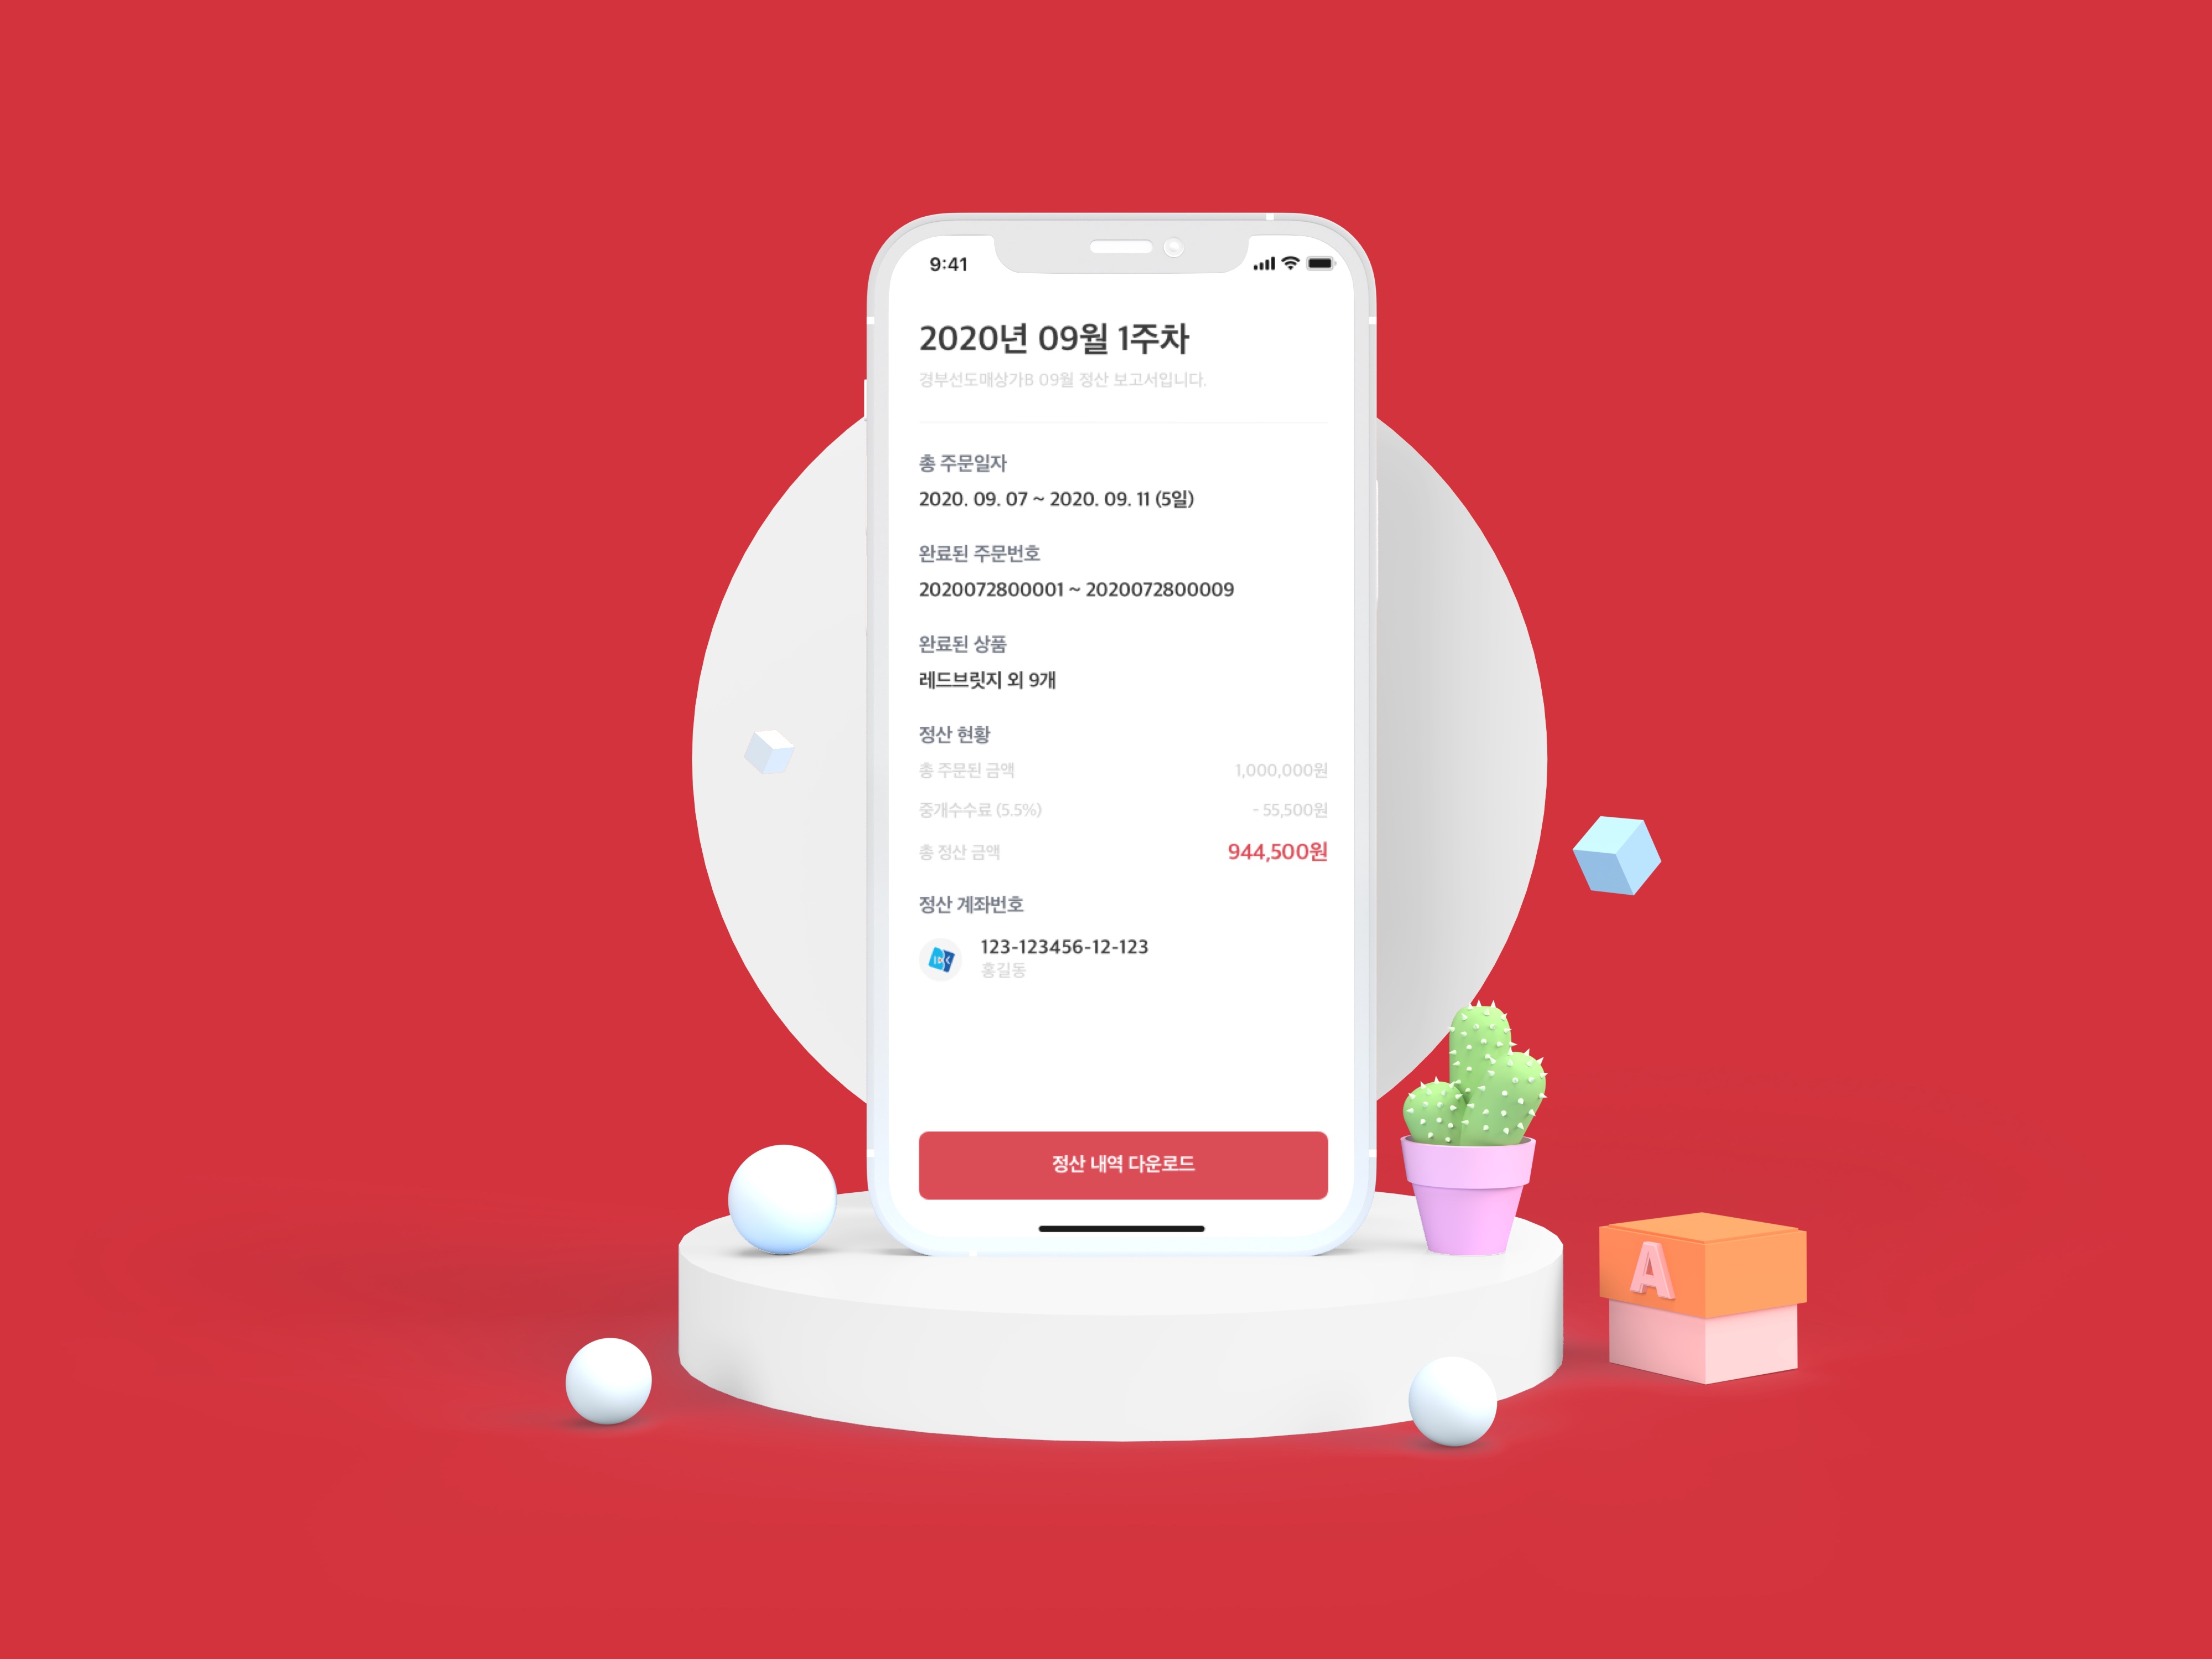 9:41
2020년 09월 1주차
경부선도매상가B 09월 정산 보고서입니다.
총 주문일자
2020. 09. 07 ~ 2020. 09. 11 (5일)
완료된 주문번호
2020072800001 ~ 2020072800009
완료된 상품
레드브릿지 외 9개
정산 현황
총 주문된 금액 1,000,000원
중개수수료 (5.5%) - 55,500원
총 정산 금액 944,500원
정산 계좌번호
123-123456-12-123
홍길동
정산 내역 다운로드
A